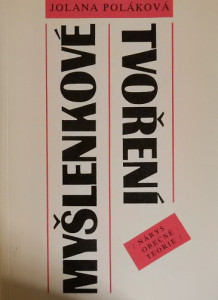 JOLANA POLÁKOVÁ
MYŠLENKOVÉ
TVOŘENÍ
NÁRYS
OBECNÉ
TEORIE